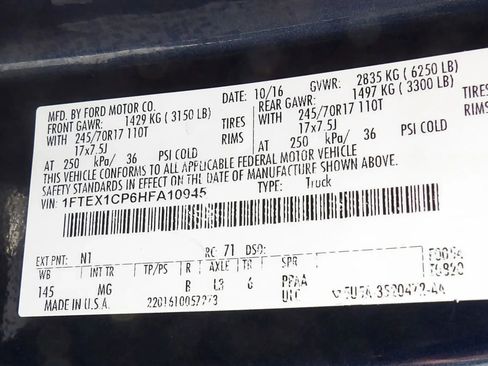 MFD. BY FORD MOTOR CO. DATE: 10/16 GVWR: 2835 KG ( 6250 LB)
FRONT GAWR: 1429 KG ( 3150 LB) REAR GAWR: 1497 KG ( 3300 LB)
WITH 245/70R17 110T TIRES WITH 245/70R17 110T TIRES
17x7.5J RIMS 17x7.5J RIMS
AT 250 kPa/ 36 PSI COLD AT 250 kPa/ 36 PSI COLD
THIS VEHICLE CONFORMS TO ALL APPLICABLE FEDERAL MOTOR VEHICLE
SAFETY STANDARDS IN EFFECT ON THE DATE OF MANUFACTURE SHOWN ABOVE.
VIN: 1FTEX1CP6HFA10945 TYPE: Truck
EXT PNT: N1 RC: 71 DSO:
WB INT TR TP/PS R AXLE TR SPR
145 MG B L3 6 PPAA
MADE IN U.S.A. UTC